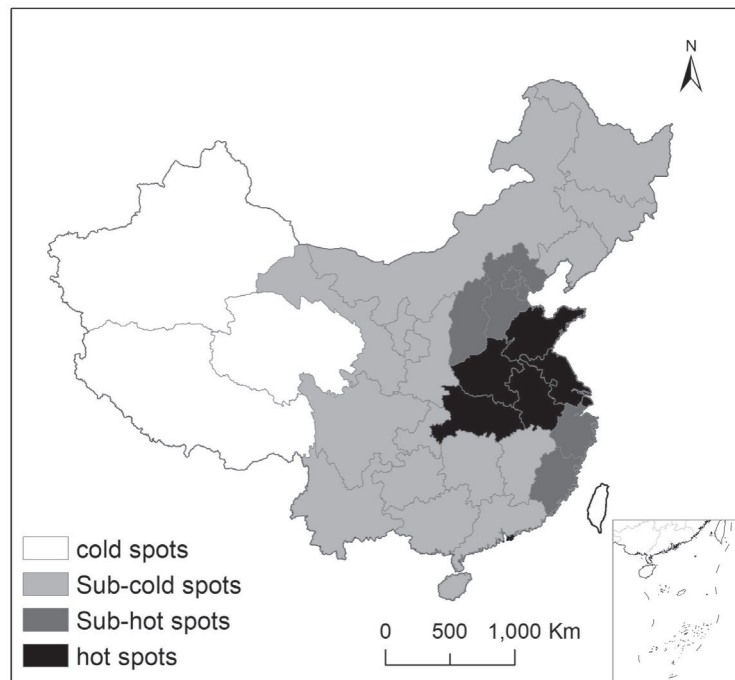 N
cold spots
Sub-cold spots
Sub-hot spots
hot spots
0 500 1,000 Km